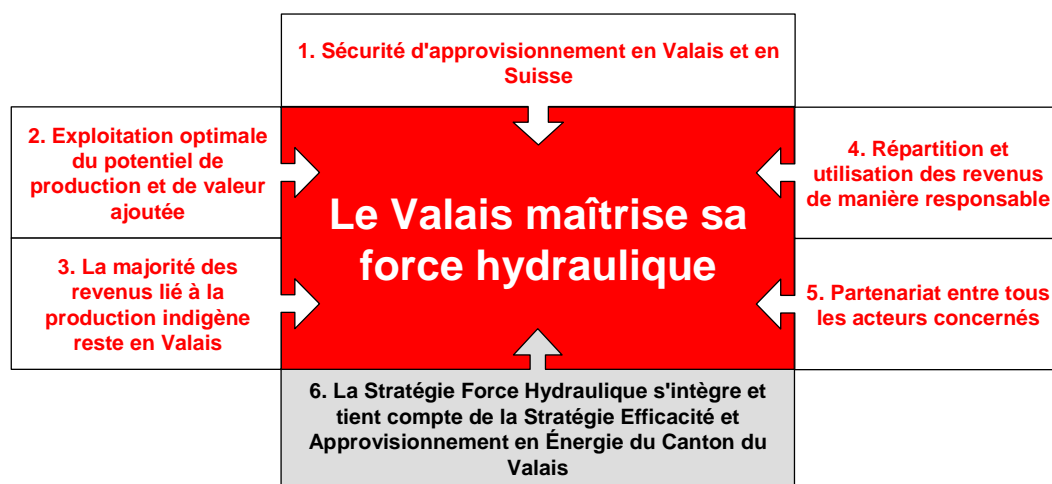 1. Sécurité d'approvisionnement en Valais et en
Suisse
2. Exploitation optimale
du potentiel de
production et de valeur
ajoutée
3. La majorité des
revenus lié à la
production indigène
reste en Valais
Le Valais maîtrise sa
force hydraulique
4. Répartition et
utilisation des revenus
de manière responsable
5. Partenariat entre tous
les acteurs concernés
6. La Stratégie Force Hydraulique s'intègre et
tient compte de la Stratégie Efficacité et
Approvisionnement en Énergie du Canton du
Valais